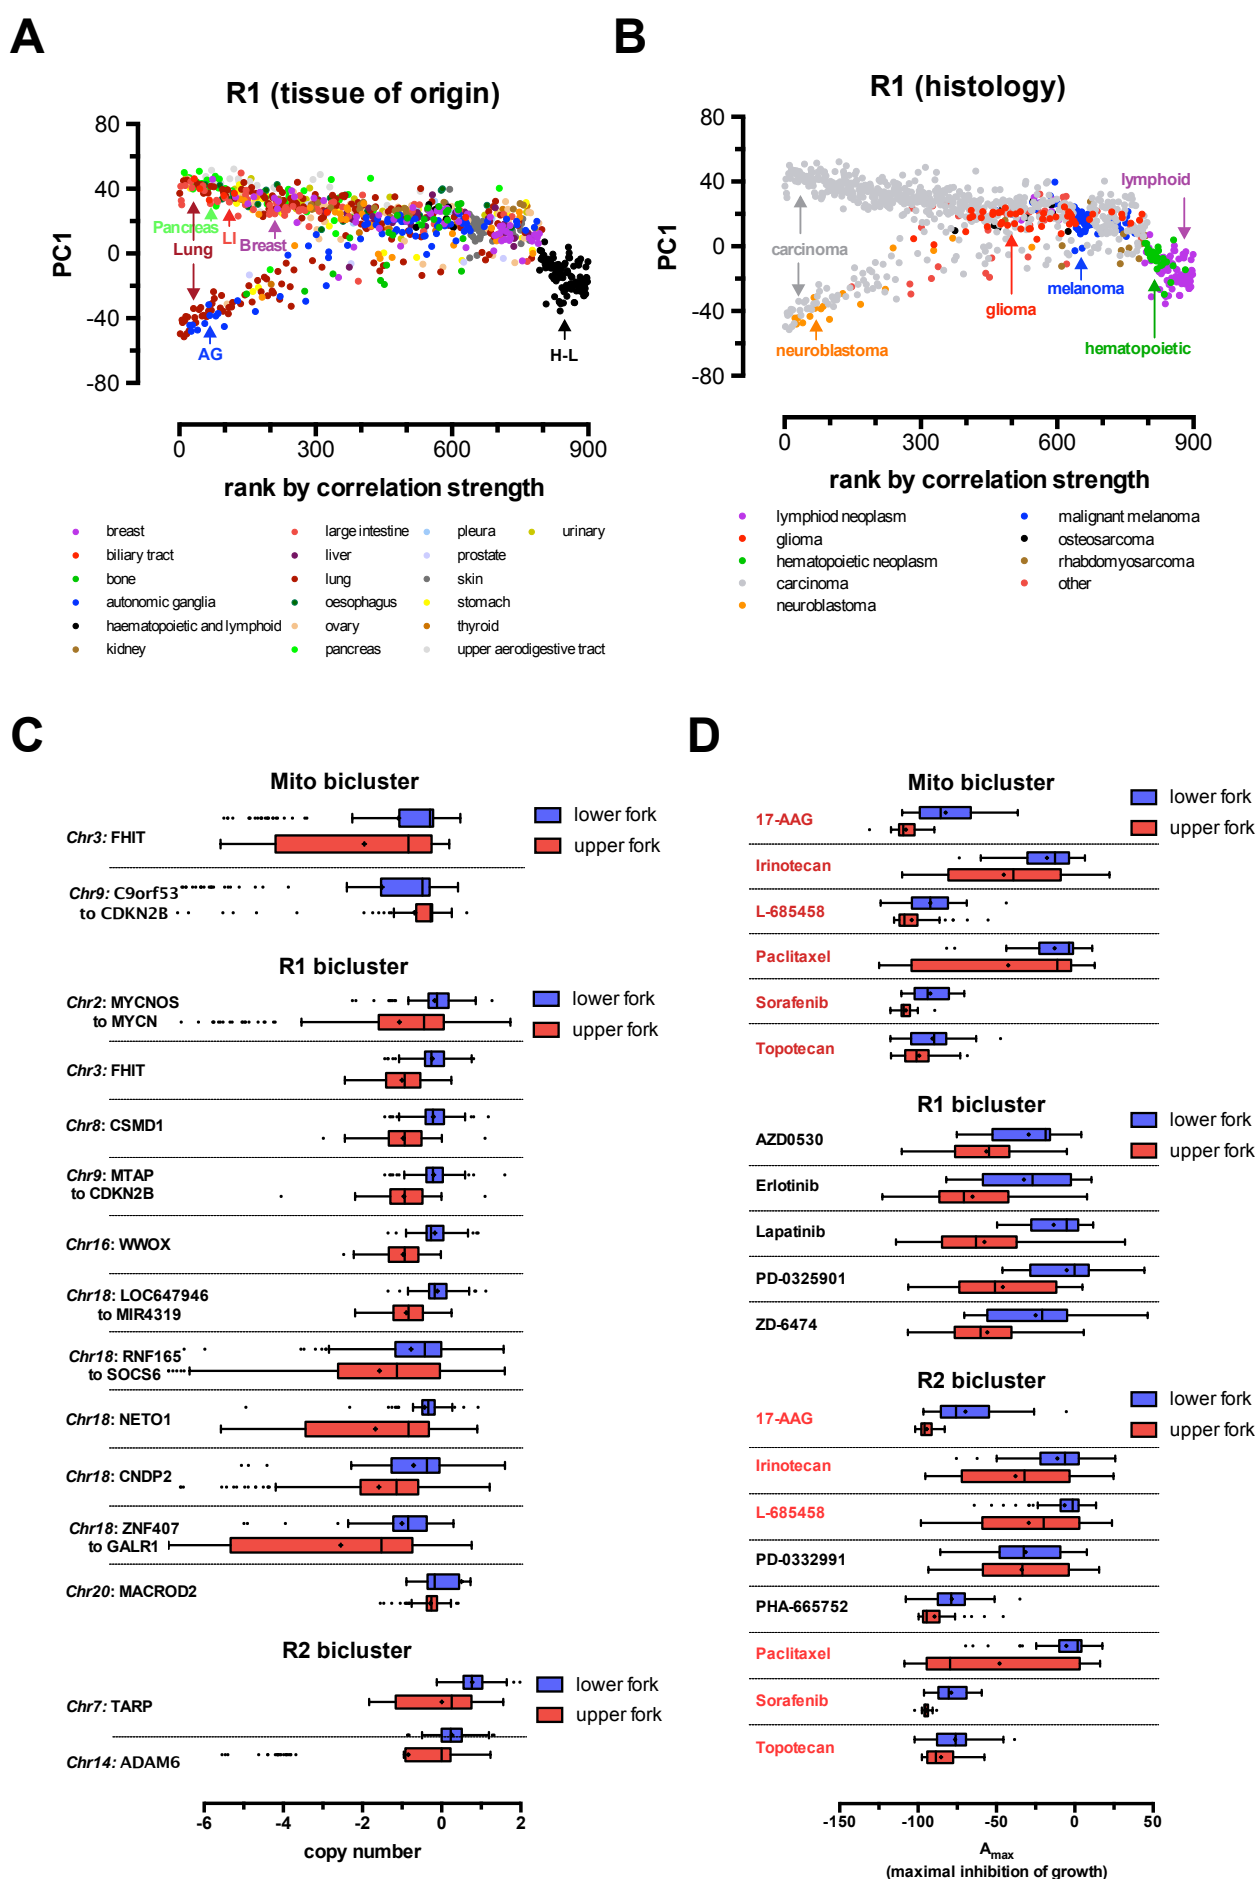 A
R1 (tissue of origin)
80
40
0
-40
-80
PC1
Pancreas
Lung
LI
Breast
AG
H-L
0 300 600 900
rank by correlation strength
breast
biliary tract
bone
autonomic ganglia
haematopoietic and lymphoid
kidney
large intestine
liver
lung
oesophagus
ovary
pancreas
pleura
prostate
skin
stomach
thyroid
upper aerodigestive tract
urinary
B
R1 (histology)
80
40
0
-40
-80
PC1
lymphoid
carcinoma
glioma
melanoma
neuroblastoma
hematopoietic
0 300 600 900
rank by correlation strength
lymphiod neoplasm
glioma
hematopoietic neoplasm
carcinoma
neuroblastoma
malignant melanoma
osteosarcoma
rhabdomyosarcoma
other
C
Mito bicluster
lower fork
upper fork
Chr3: FHIT
Chr9: C9orf53
to CDKN2B
R1 bicluster
lower fork
upper fork
Chr2: MYCNOS
to MYCN
Chr3: FHIT
Chr8: CSMD1
Chr9: MTAP
to CDKN2B
Chr16: WWOX
Chr18: LOC647946
to MIR4319
Chr18: RNF165
to SOCS6
Chr18: NETO1
Chr18: CNDP2
Chr18: ZNF407
to GALR1
Chr20: MACROD2
R2 bicluster
lower fork
upper fork
Chr7: TARP
Chr14: ADAM6
-6 -4 -2 0 2
copy number
D
Mito bicluster
lower fork
upper fork
17-AAG
Irinotecan
L-685458
Paclitaxel
Sorafenib
Topotecan
R1 bicluster
lower fork
upper fork
AZD0530
Erlotinib
Lapatinib
PD-0325901
ZD-6474
R2 bicluster
lower fork
upper fork
17-AAG
Irinotecan
L-685458
PD-0332991
PHA-665752
Paclitaxel
Sorafenib
Topotecan
-150 -100 -50 0 50
Amax
(maximal inhibition of growth)